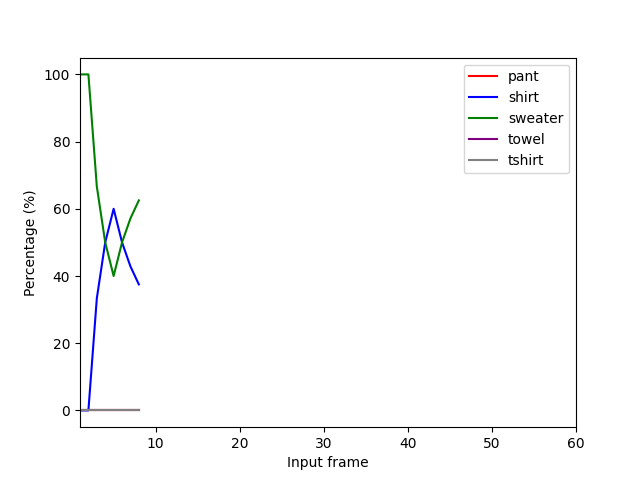 pant
shirt
sweater
towel
tshirt
100
80
60
40
20
0
Percentage (%)
10 20 30 40 50 60
Input frame